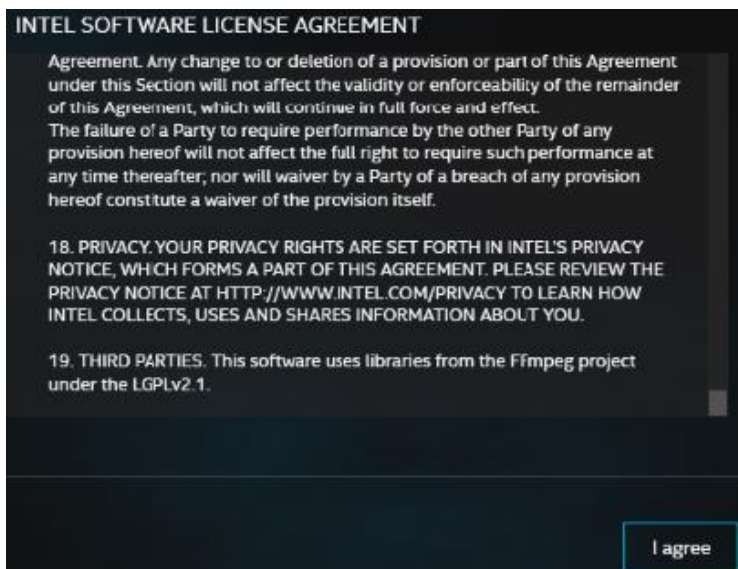 INTEL SOFTWARE LICENSE AGREEMENT
Agreement. Any change to or deletion of a provision or part of this Agreement
under this Section will not affect the validity or enforceability of the remainder
of this Agreement, which will continue in full force and effect.
The failure of a Party to require performance by the other Party of any
provision hereof will not affect the full right to require such performance at
any time thereafter; nor will waiver by a Party of a breach of any provision
hereof constitute a waiver of the provision itself.
18. PRIVACY. YOUR PRIVACY RIGHTS ARE SET FORTH IN INTEL'S PRIVACY
NOTICE, WHICH FORMS A PART OF THIS AGREEMENT. PLEASE REVIEW THE
PRIVACY NOTICE AT HTTP://WWW.INTEL.COM/PRIVACY TO LEARN HOW
INTEL COLLECTS, USES AND SHARES INFORMATION ABOUT YOU.
19. THIRD PARTIES. This software uses libraries from the FFmpeg project
under the LGPLv2.1.
I agree